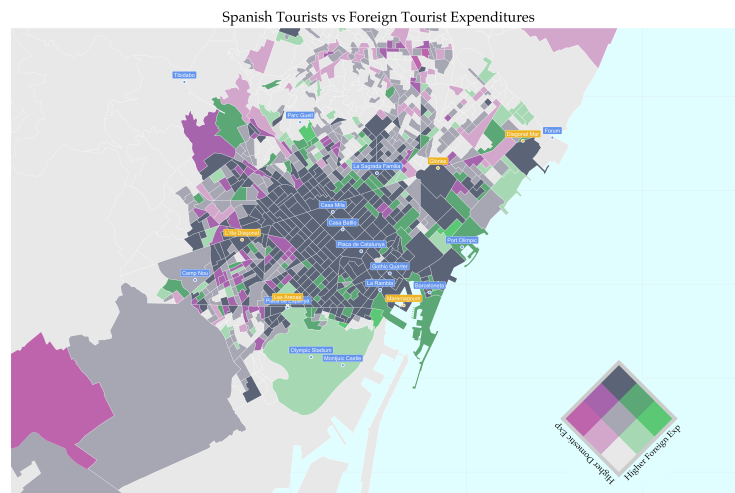 Spanish Tourists vs Foreign Tourist Expenditures
Tibidabo
Parc Guell
Diagonal Mar
Forum
Glòries
La Sagrada Familia
Casa Mila
Casa Batllo
L'illa Diagonal
Placa de Catalunya
Port Olimpic
Gothic Quarter
Camp Nou
La Rambla
Barceloneta
Las Arenas
Maremagnum
Olympic Stadium
Montjuic Castle
Higher Domestic Exp
Higher Foreign Exp